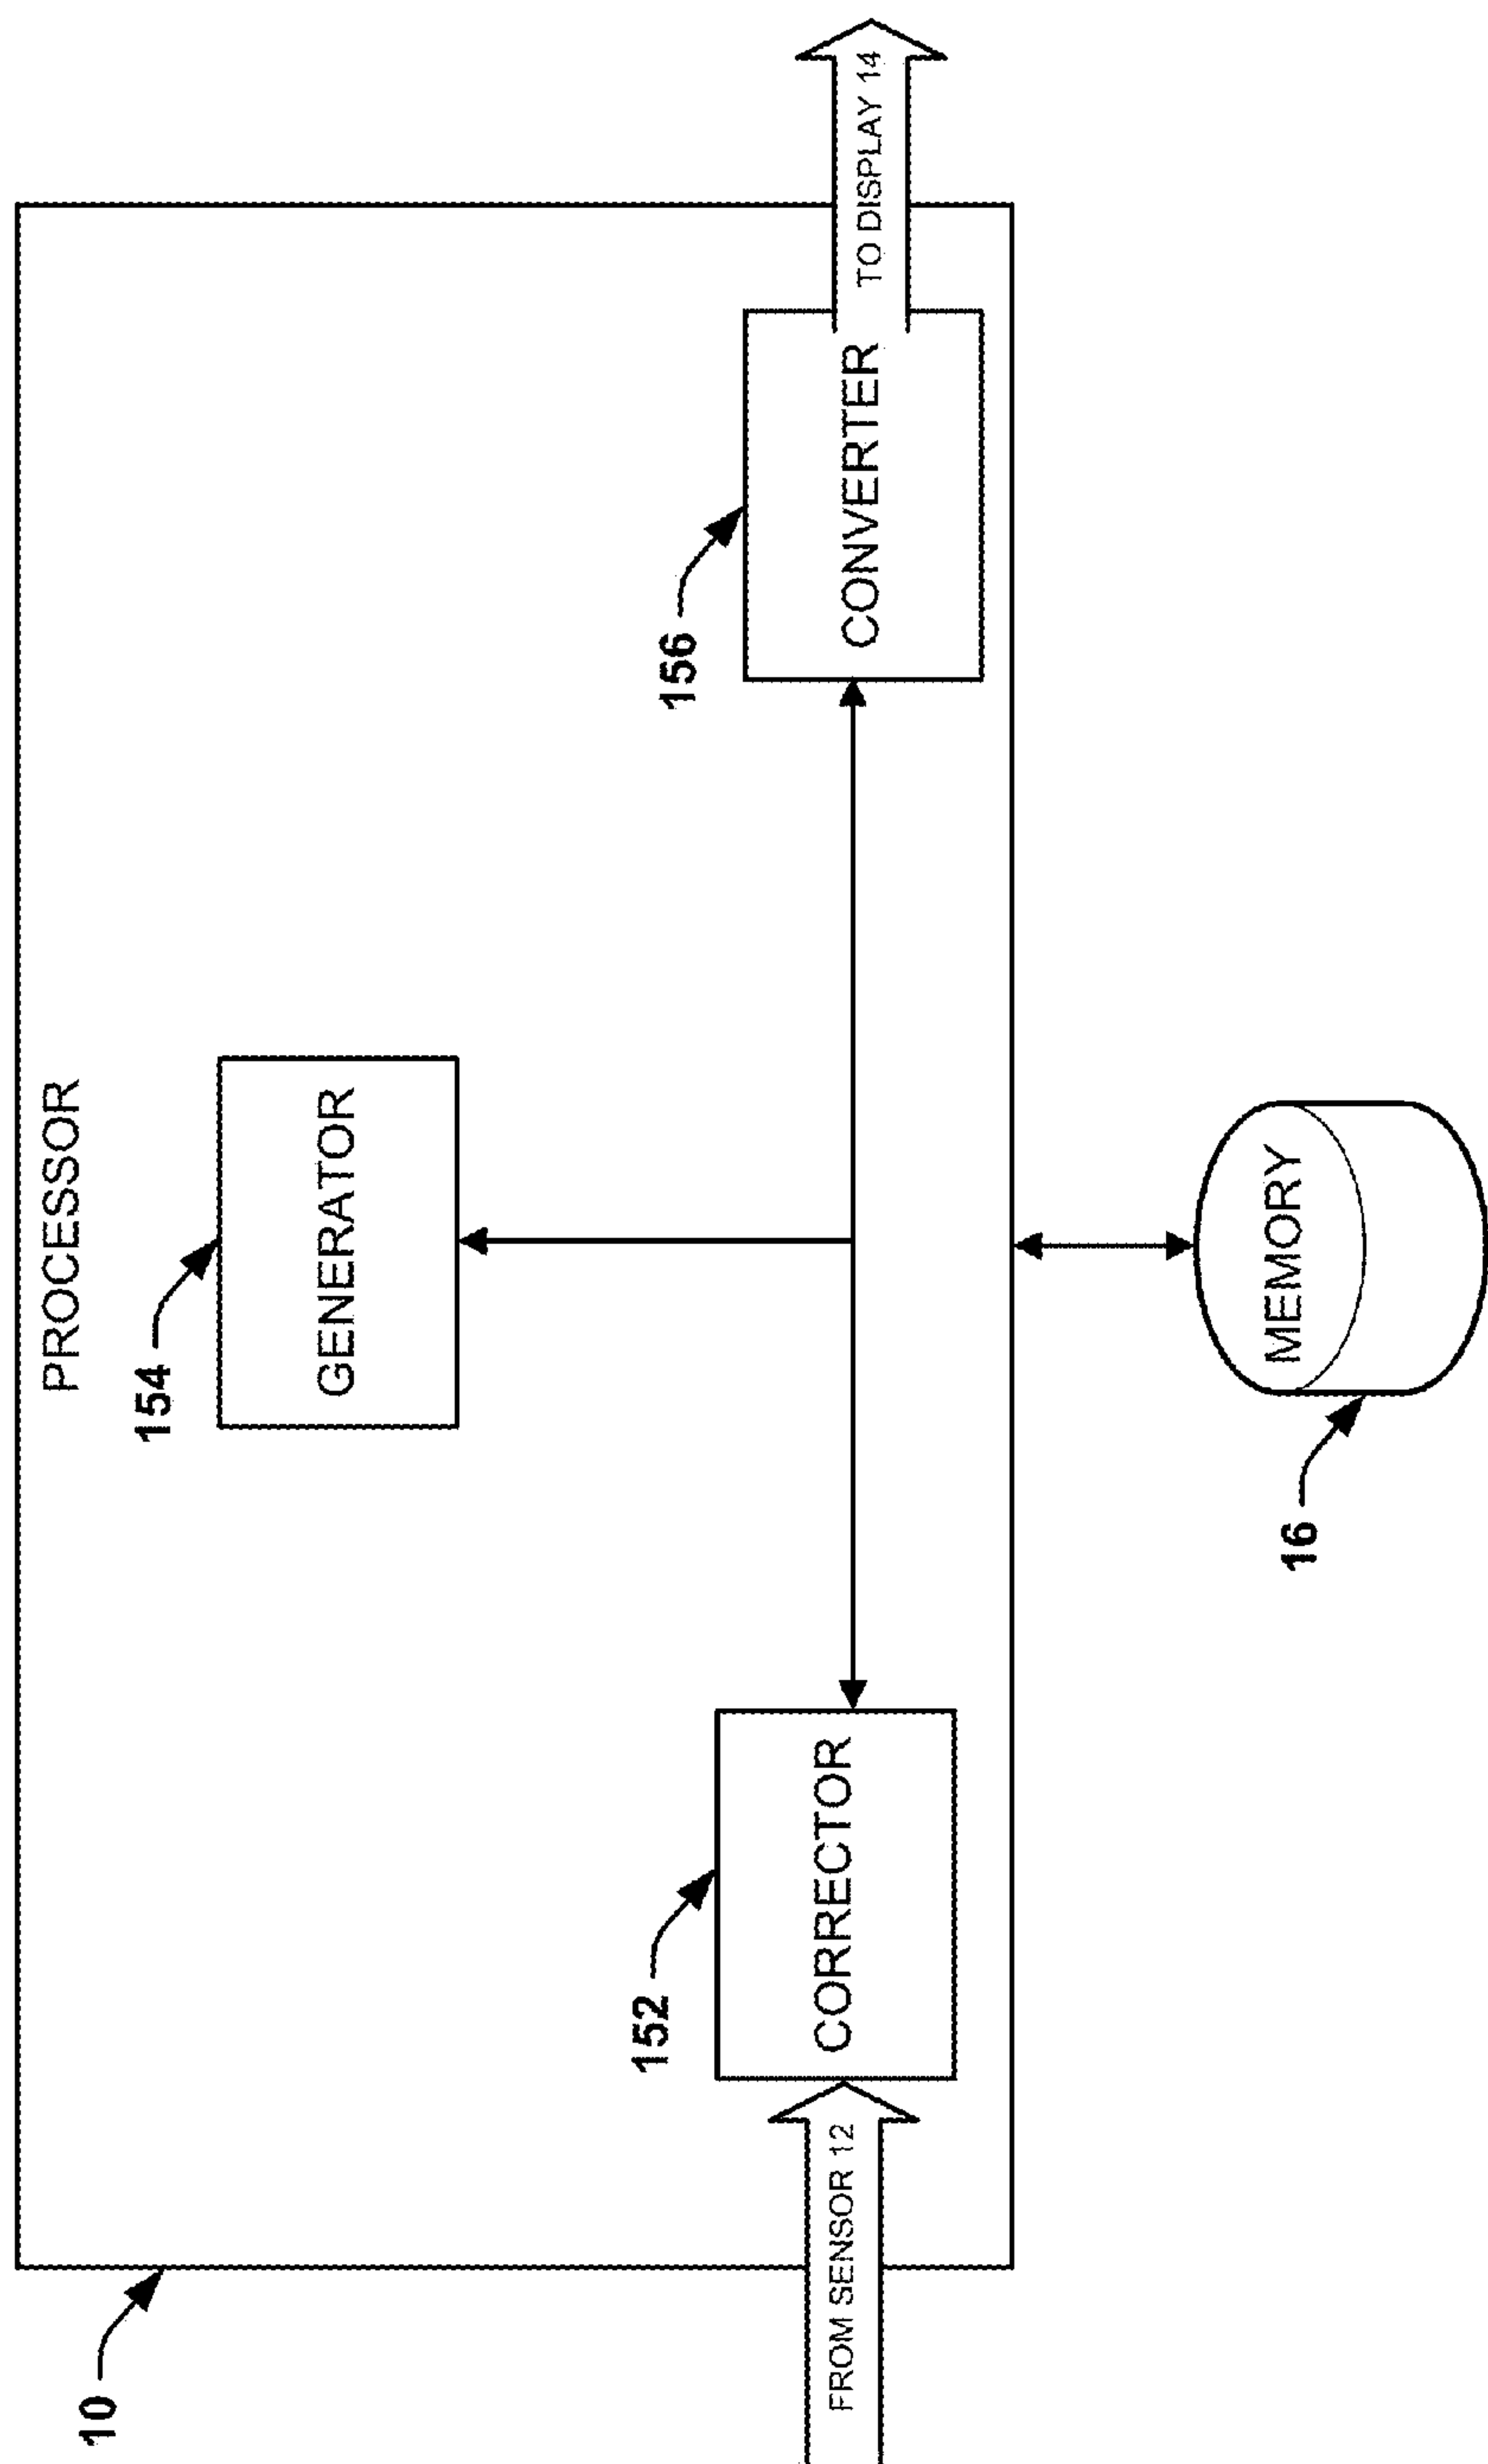 PROCESSOR
154
GENERATOR
156
152
CORRECTOR
CONVERTER
FROM SENSOR 12
TO DISPLAY 14
10
MEMORY
16